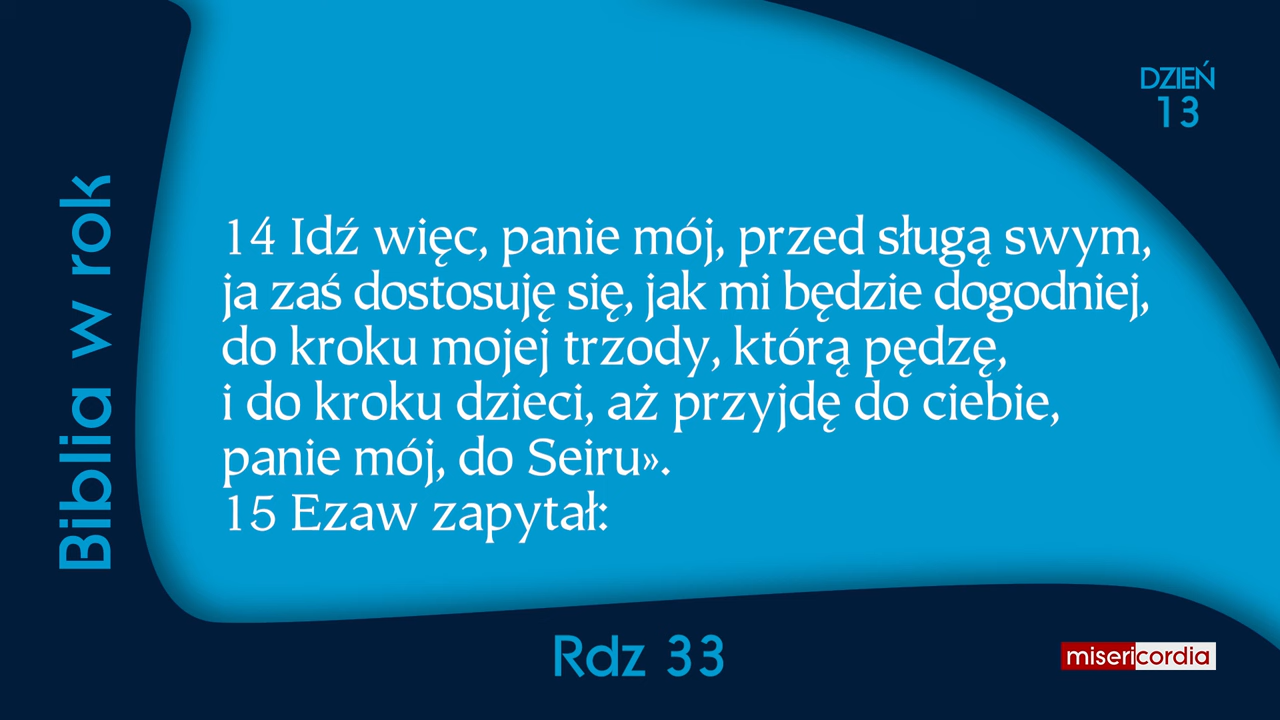 DZIEŃ
13
Biblia w rok
14 Idź więc, panie mój, przed sługą swym,
ja zaś dostosuję się, jak mi będzie dogodniej,
do kroku mojej trzody, którą pędzę,
i do kroku dzieci, aż przyjdę do ciebie,
panie mój, do Seiru».
15 Ezaw zapytał:
Rdz 33
misericordia